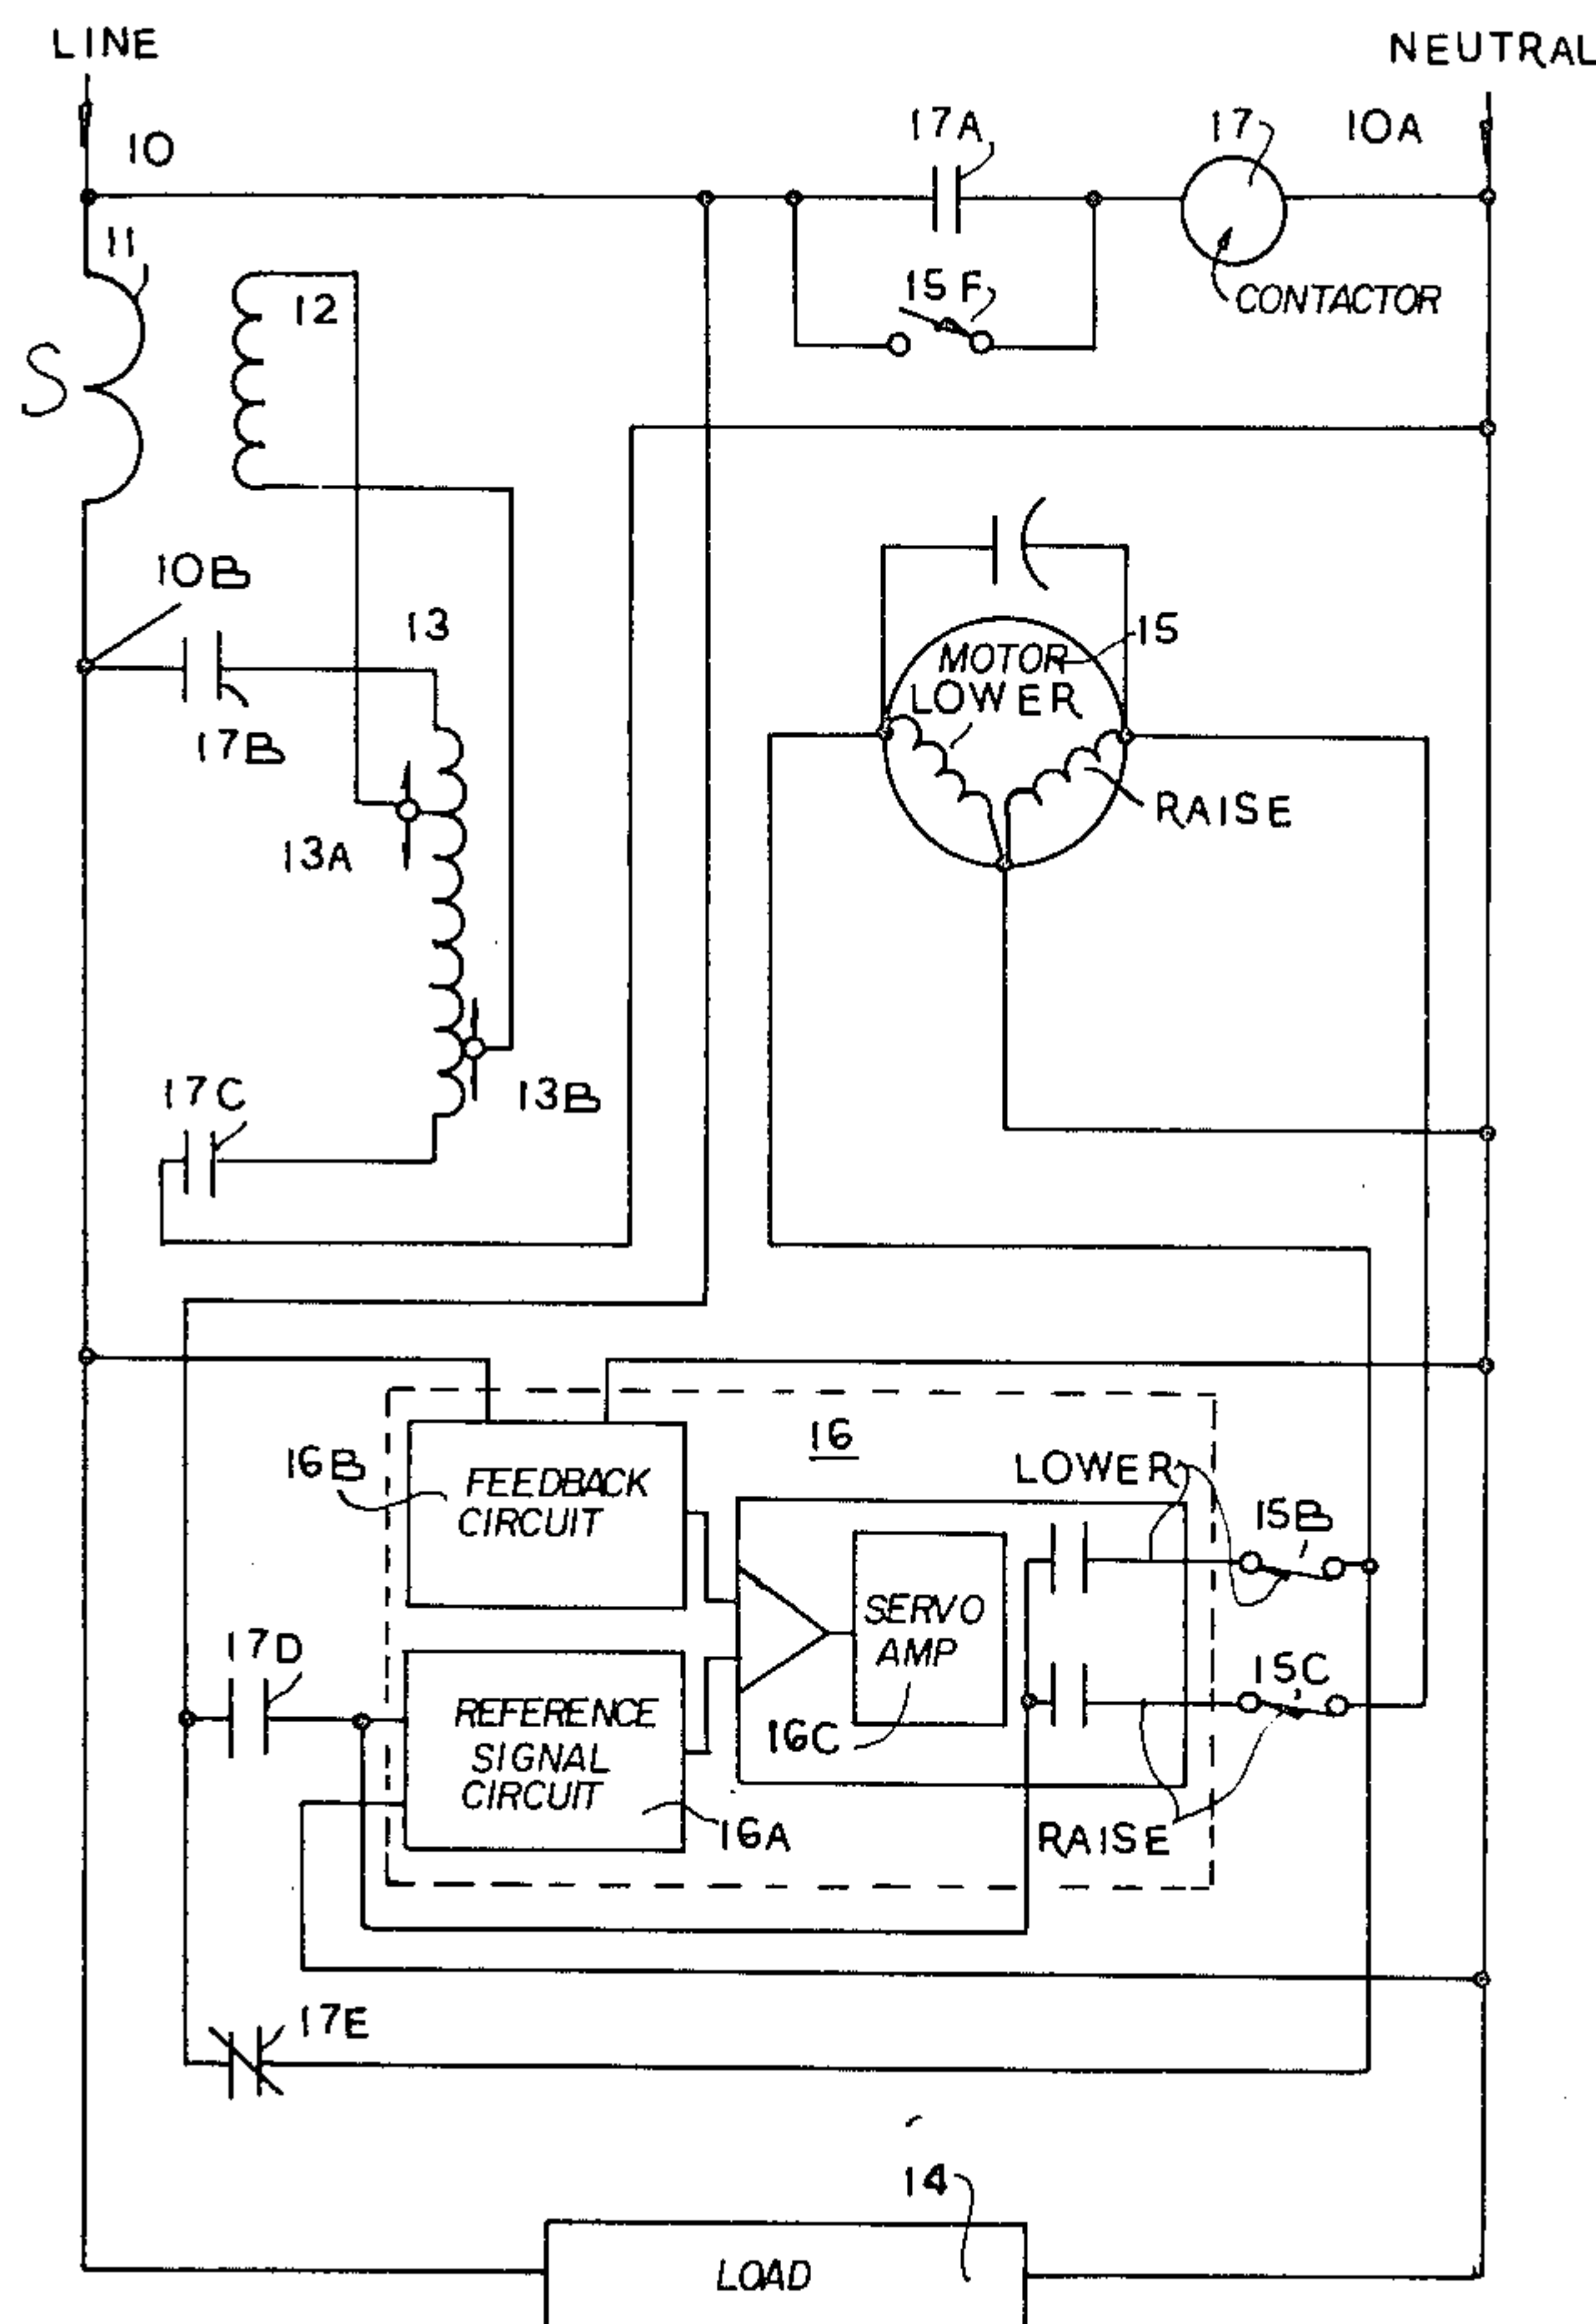 LINE
NEUTRAL
10
17A
17
10A
11
12
15F
CONTACTOR
S
10B
13
MOTOR
15
LOWER
17B
RAISE
13A
13B
17C
16
16B
FEEDBACK
CIRCUIT
LOWER
15B
SERVO
AMP
17D
15C
REFERENCE
SIGNAL
CIRCUIT
16C
16A
RAISE
17E
14
LOAD